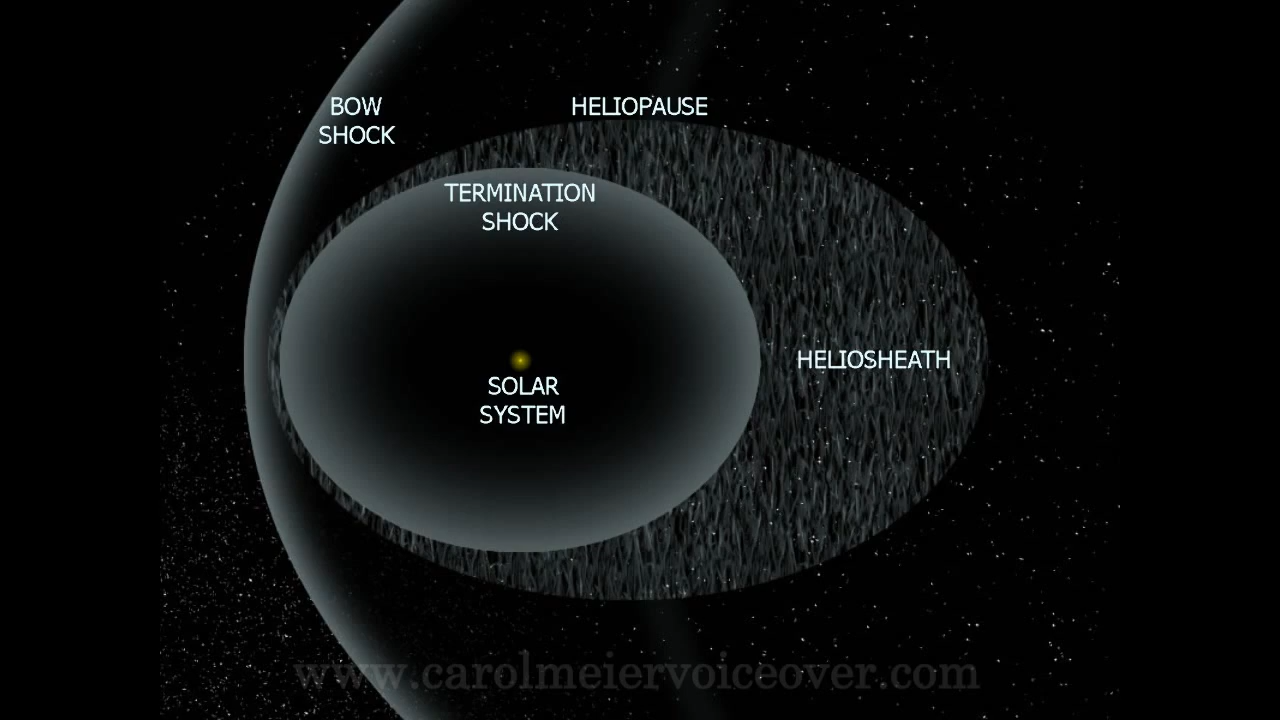 BOW
SHOCK
HELIOPAUSE
TERMINATION
SHOCK
HELIOSHEATH
SOLAR
SYSTEM
www.carolmeiervoiceover.com